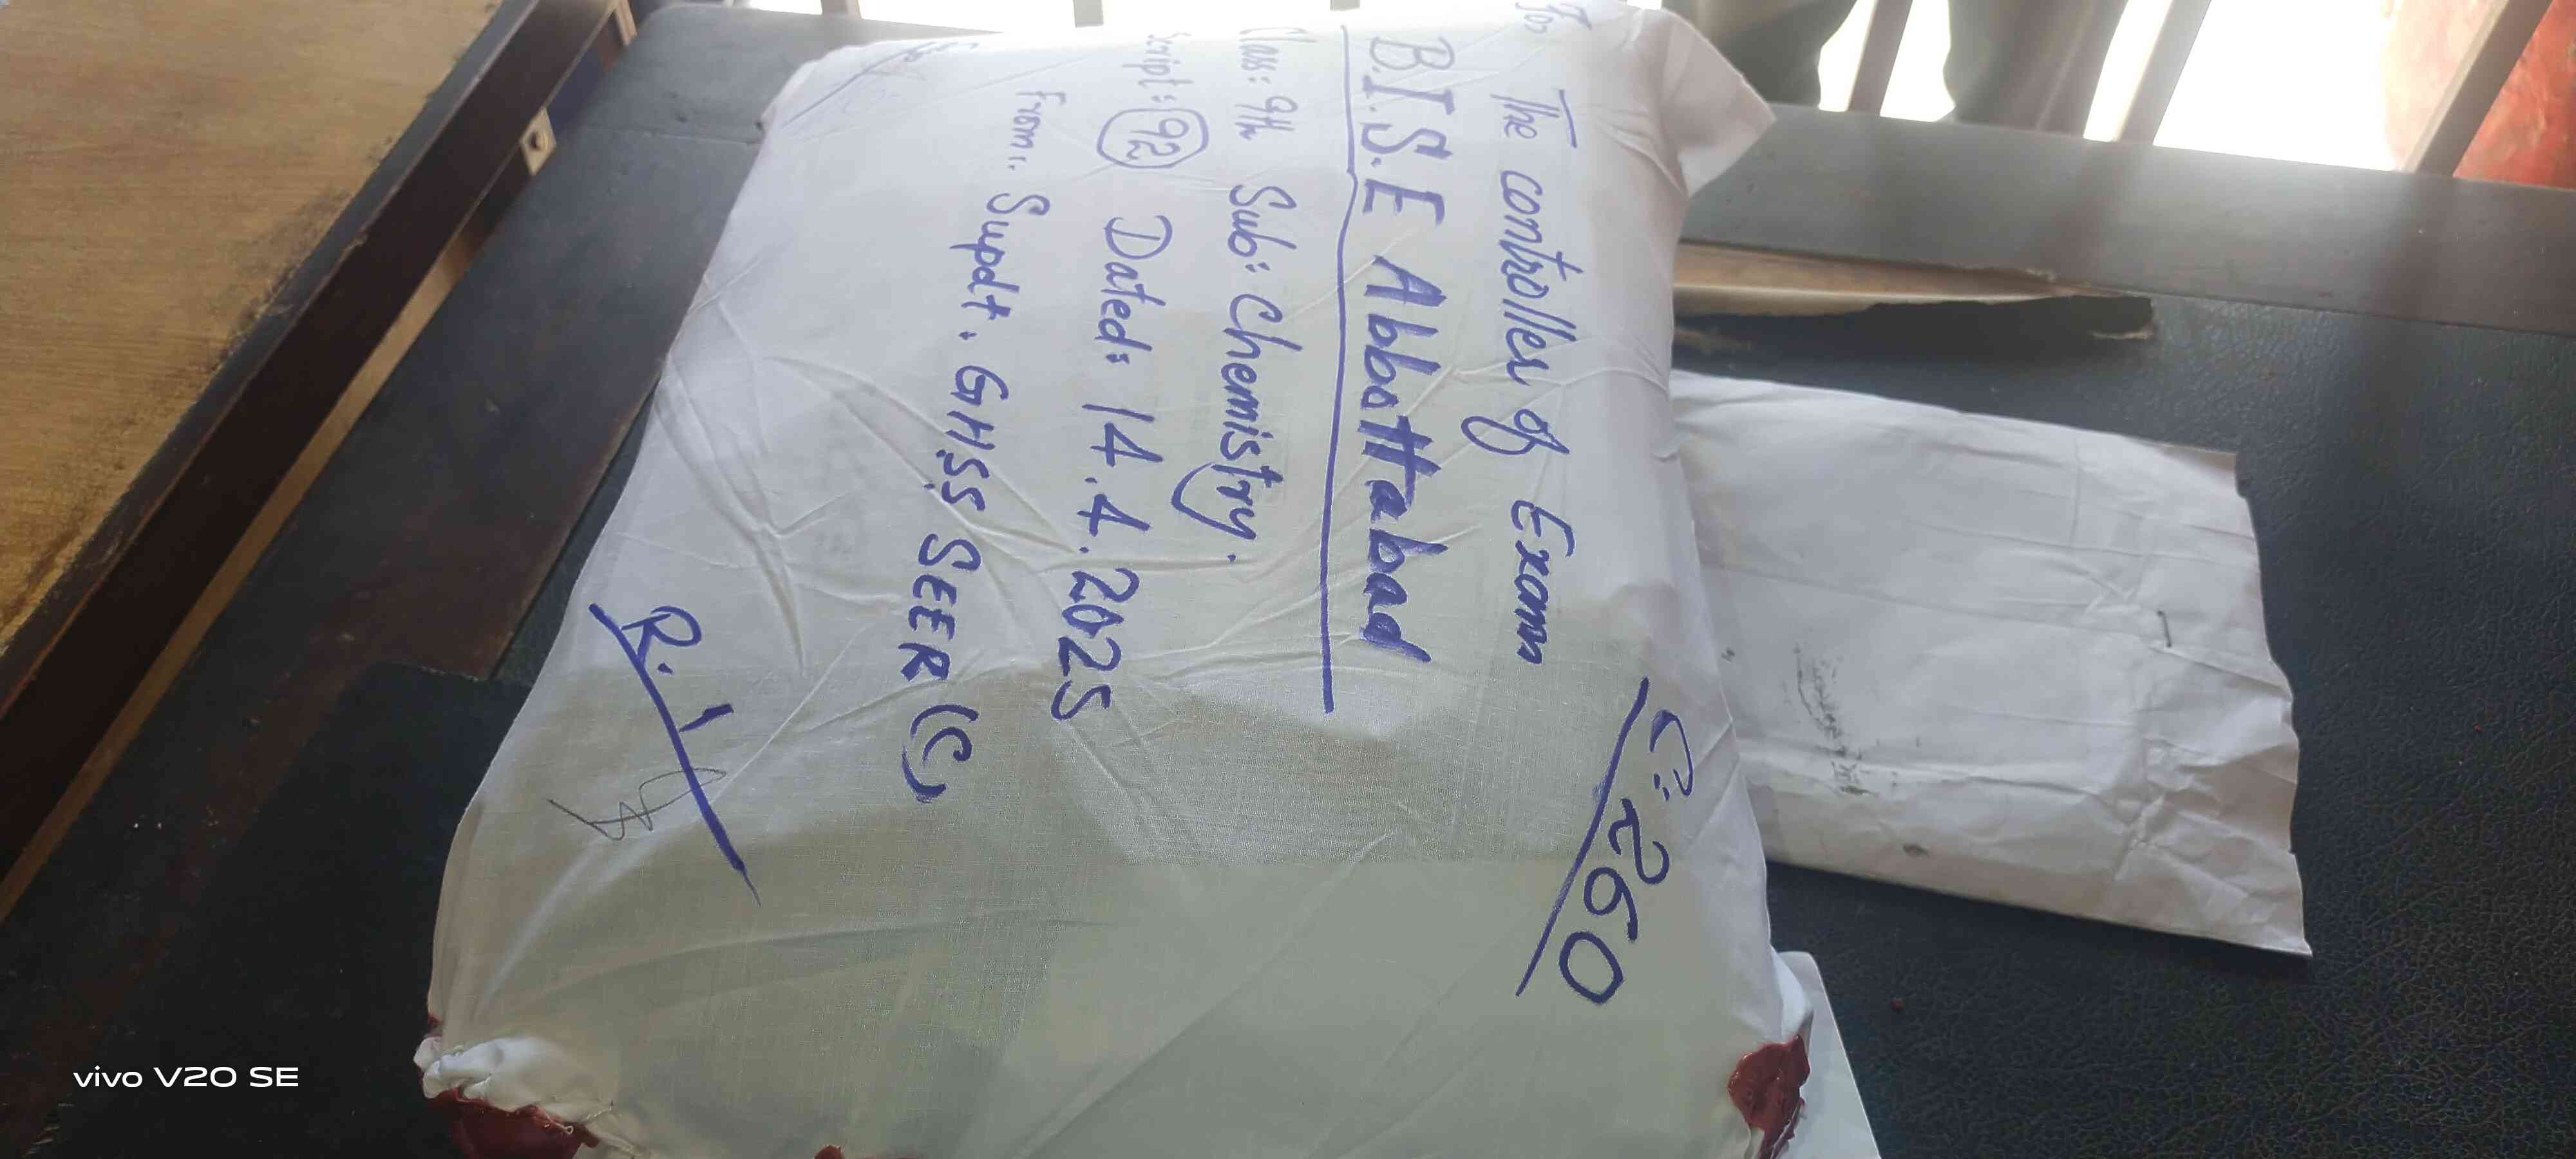 To: The controller of Exam
B.I.S.E Abbottabad
Class: 9th Sub: Chemistry.
Script: 92 Dated: 14.4.2025
From:. Supdt. GHSS SEER (C)
C: 260
vivo V20 SE